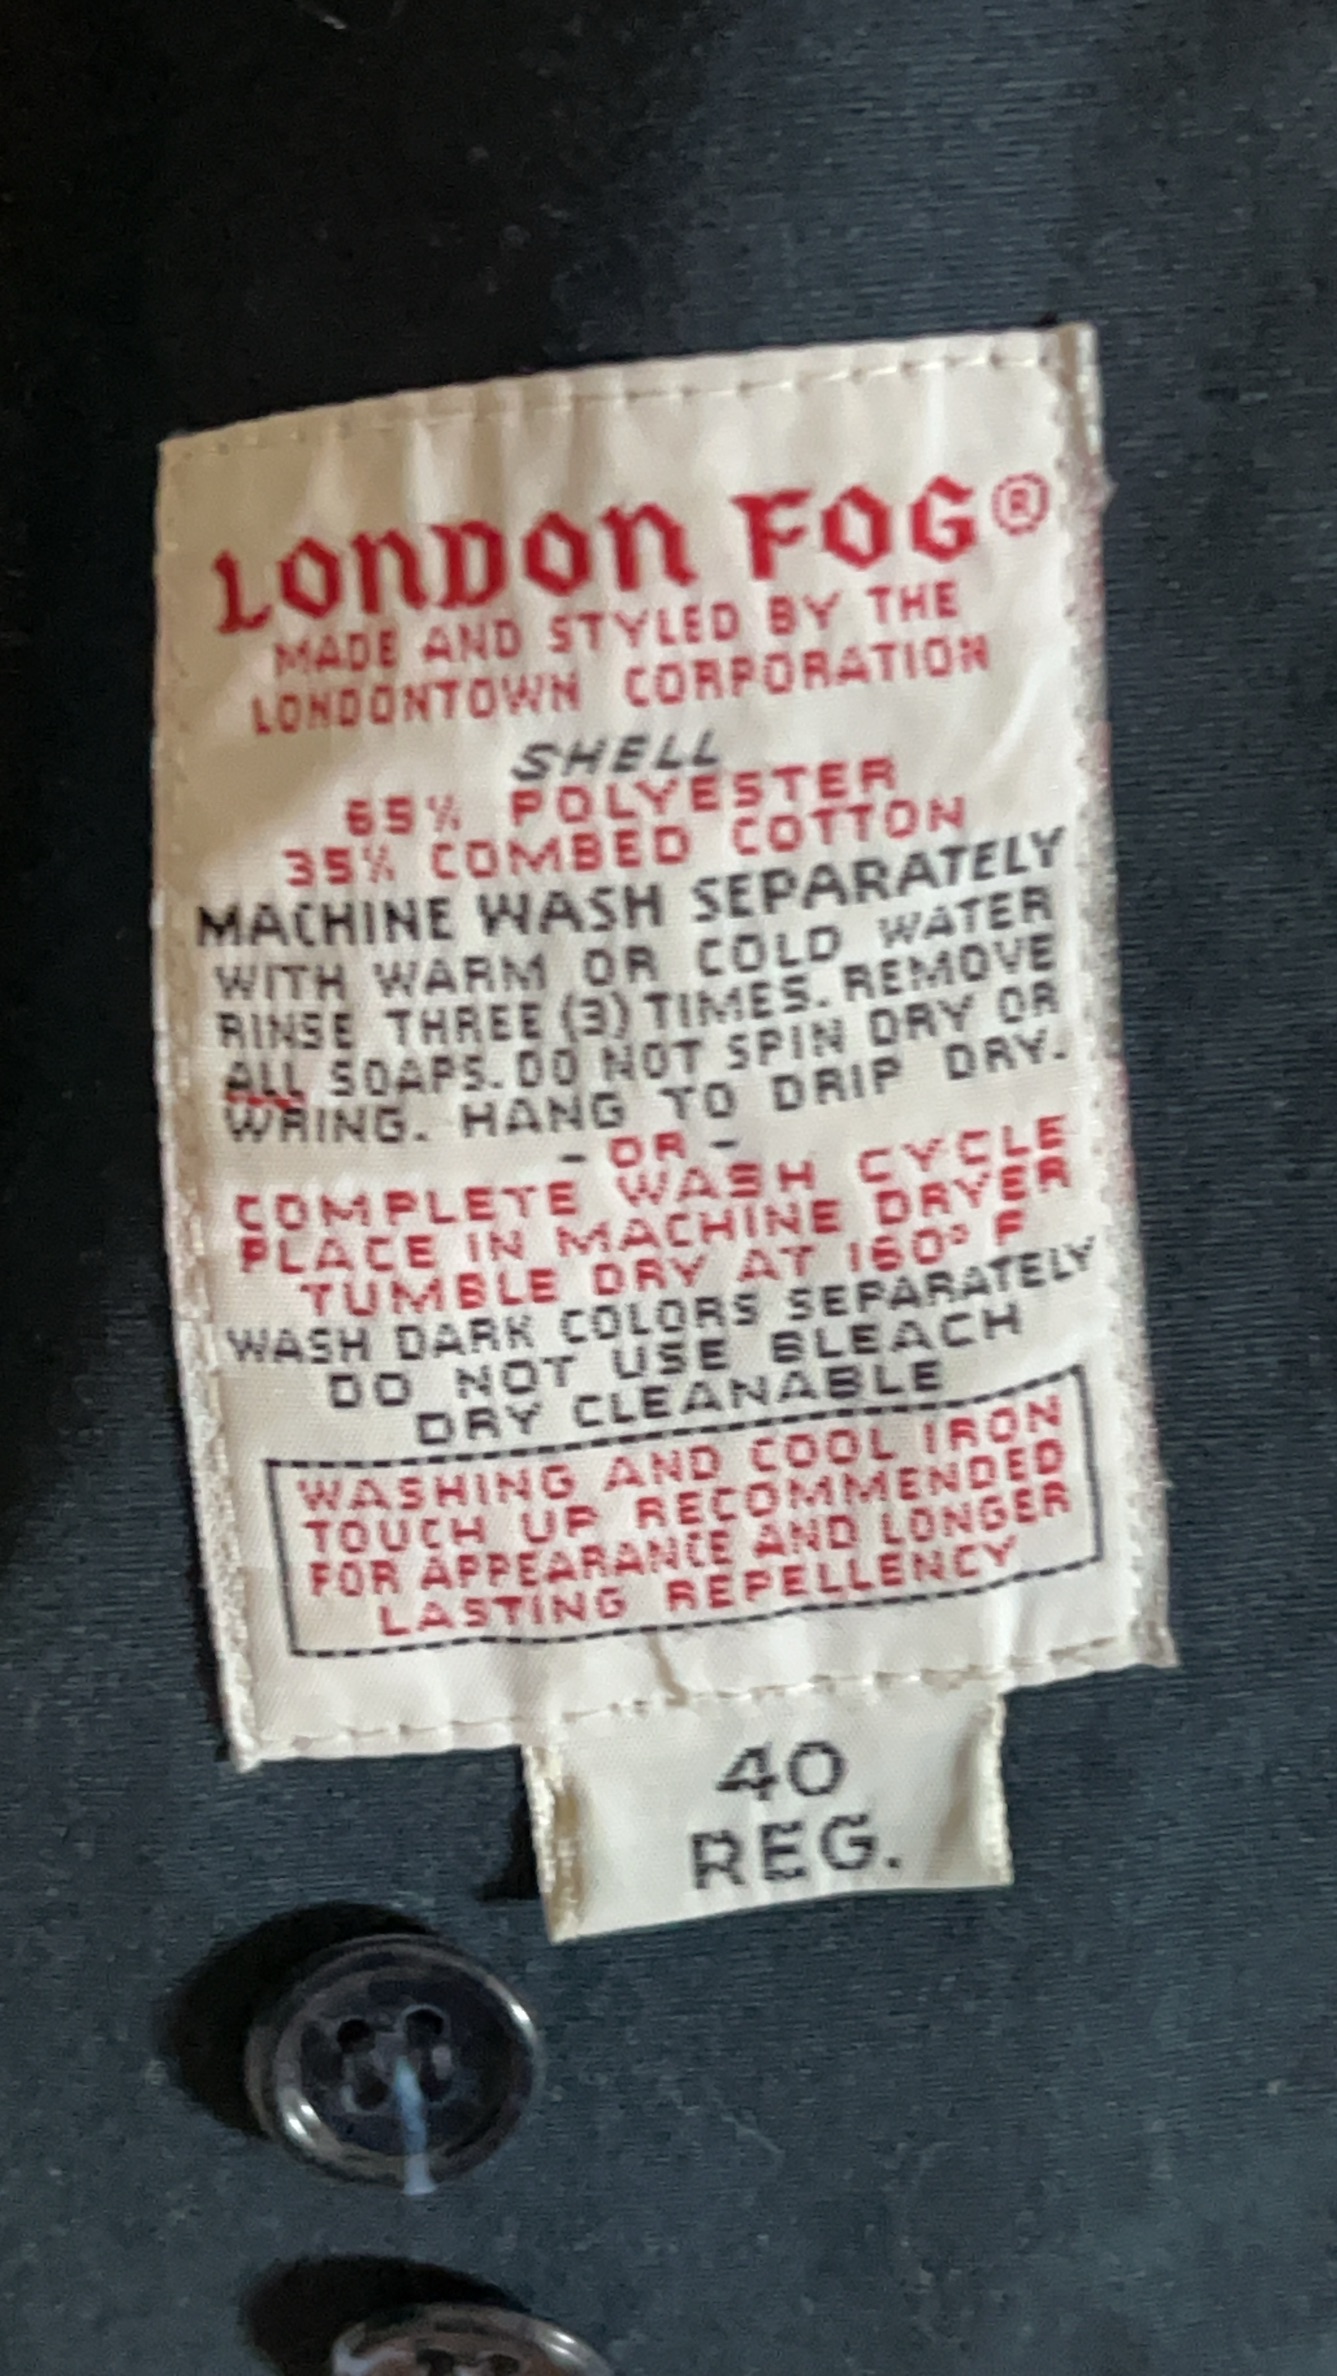 LONDON FOG®
MADE AND STYLED BY THE
LONDONTOWN CORPORATION
SHELL
65% POLYESTER
35% COMBED COTTON
MACHINE WASH SEPARATELY
WITH WARM OR COLD WATER
RINSE THREE (3) TIMES. REMOVE
ALL SOAPS. DO NOT SPIN DRY OR
WRING. HANG TO DRIP DRY.
- OR -
COMPLETE WASH CYCLE
PLACE IN MACHINE DRYER
TUMBLE DRY AT 160° F
WASH DARK COLORS SEPARATELY
DO NOT USE BLEACH
DRY CLEANABLE
WASHING AND COOL IRON
TOUCH UP RECOMMENDED
FOR APPEARANCE AND LONGER
LASTING REPELLENCY
40
REG.